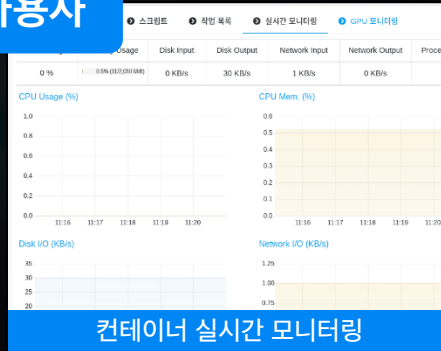 사용자
스크립트
작업 목록
실시간 모니터링
GPU 모니터링
Usage
Disk Input
Disk Output
Network Input
Network Output
0 %
0 KB/s
30 KB/s
1 KB/s
0 KB/s
CPU Usage (%)
CPU Mem. (%)
1.0
0.8
0.6
0.4
0.2
0.0
11:16 11:17 11:18 11:19 11:20
0.6
0.5
0.4
0.3
0.2
0.1
0.0
11:16 11:17 11:18 11:19 11:20
Disk I/O (KB/s)
Network I/O (KB/s)
35
30
25
20
1.25
1.00
0.75
컨테이너 실시간 모니터링